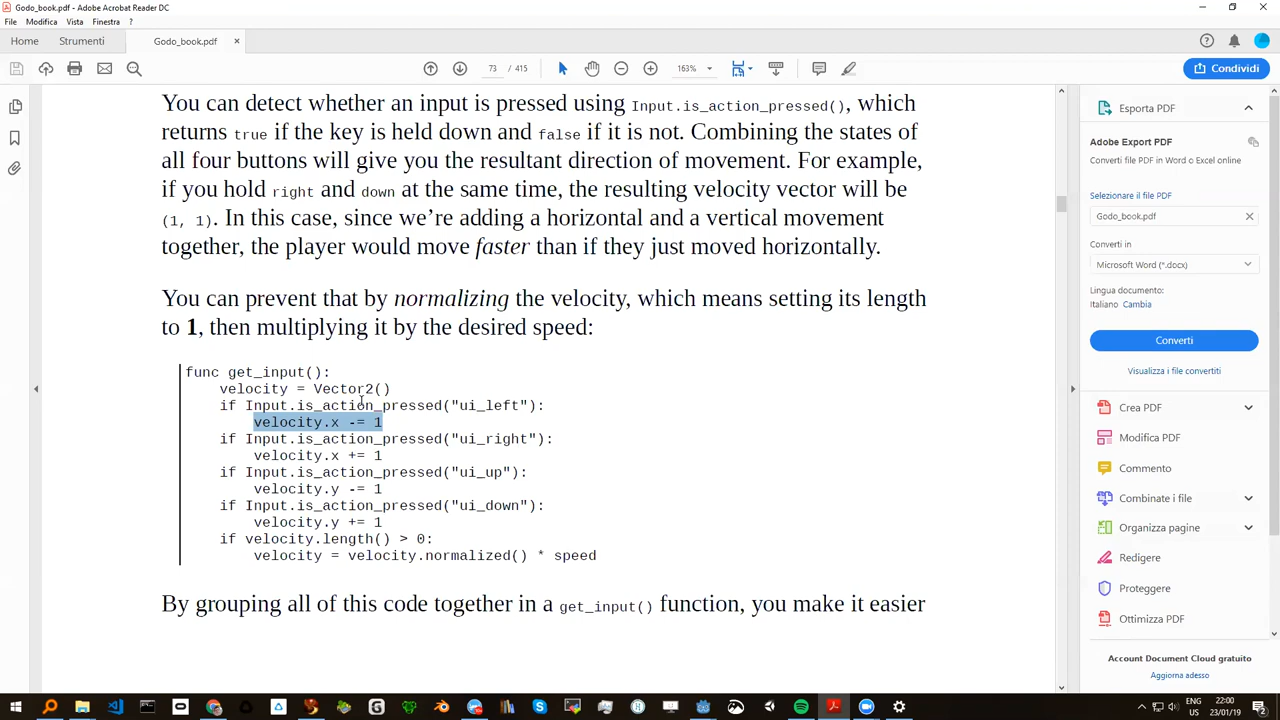 Godo_book.pdf - Adobe Acrobat Reader DC
File Modifica Vista Finestra ?
Home Strumenti Godo_book.pdf ×
73 / 415 163% Condividi
You can detect whether an input is pressed using Input.is_action_pressed(), which
returns true if the key is held down and false if it is not. Combining the states of
all four buttons will give you the resultant direction of movement. For example,
if you hold right and down at the same time, the resulting velocity vector will be
(1, 1). In this case, since we’re adding a horizontal and a vertical movement
together, the player would move faster than if they just moved horizontally.
You can prevent that by normalizing the velocity, which means setting its length
to 1, then multiplying it by the desired speed:
func get_input():
velocity = Vector2()
if Input.is_action_pressed("ui_left"):
velocity.x -= 1
if Input.is_action_pressed("ui_right"):
velocity.x += 1
if Input.is_action_pressed("ui_up"):
velocity.y -= 1
if Input.is_action_pressed("ui_down"):
velocity.y += 1
if velocity.length() > 0:
velocity = velocity.normalized() * speed
By grouping all of this code together in a get_input() function, you make it easier
Esporta PDF
Adobe Export PDF
Converti file PDF in Word o Excel online
Selezionare il file PDF
Godo_book.pdf
Converti in
Microsoft Word (*.docx)
Lingua documento:
Italiano Cambia
Converti
Visualizza i file convertiti
Crea PDF
Modifica PDF
Commento
Combinate i file
Organizza pagine
Redigere
Proteggere
Ottimizza PDF
Account Document Cloud gratuito
Aggiorna adesso
ENG
US
22:00
23/01/19
2